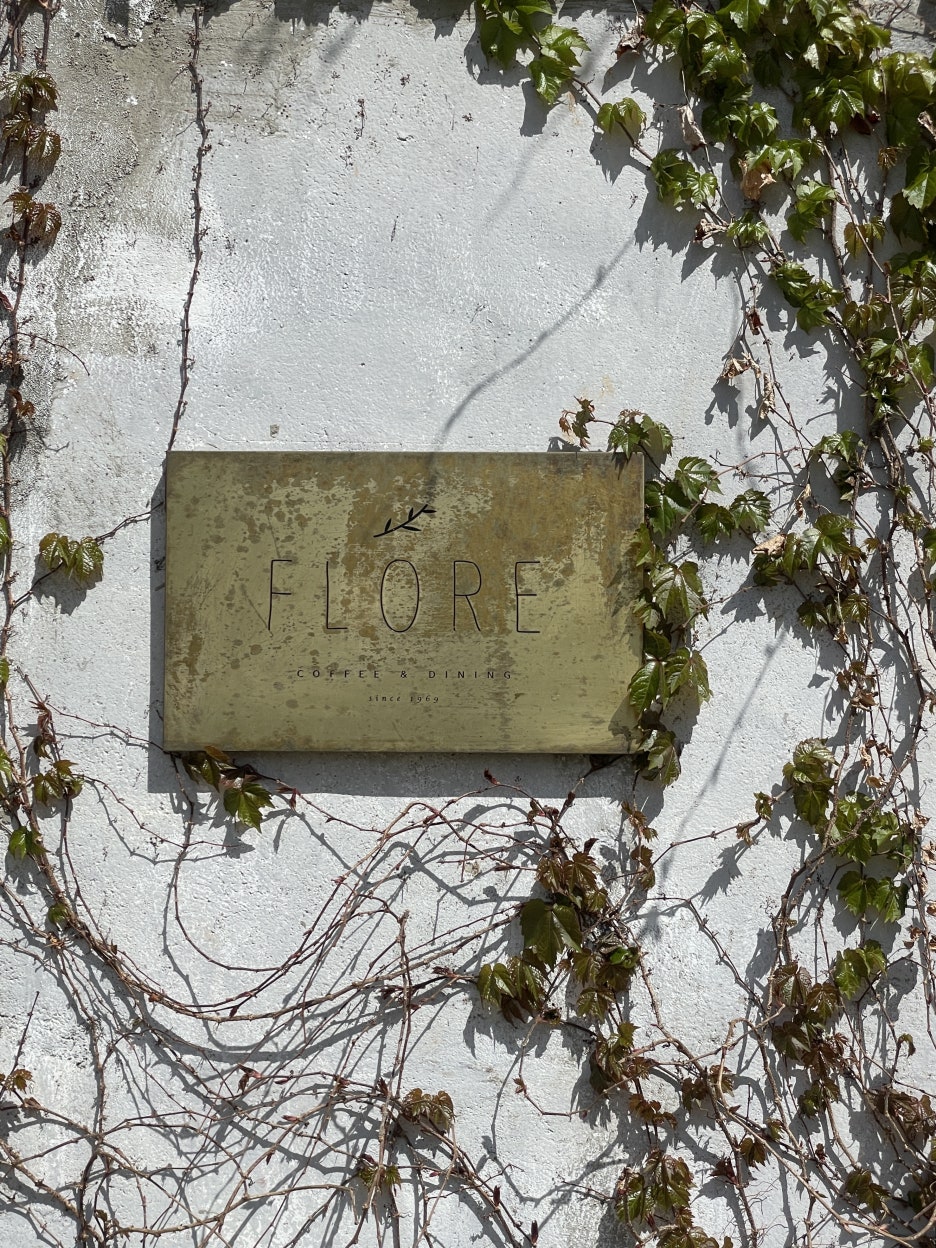 FLORE
COFFEE & DINING
since 1969